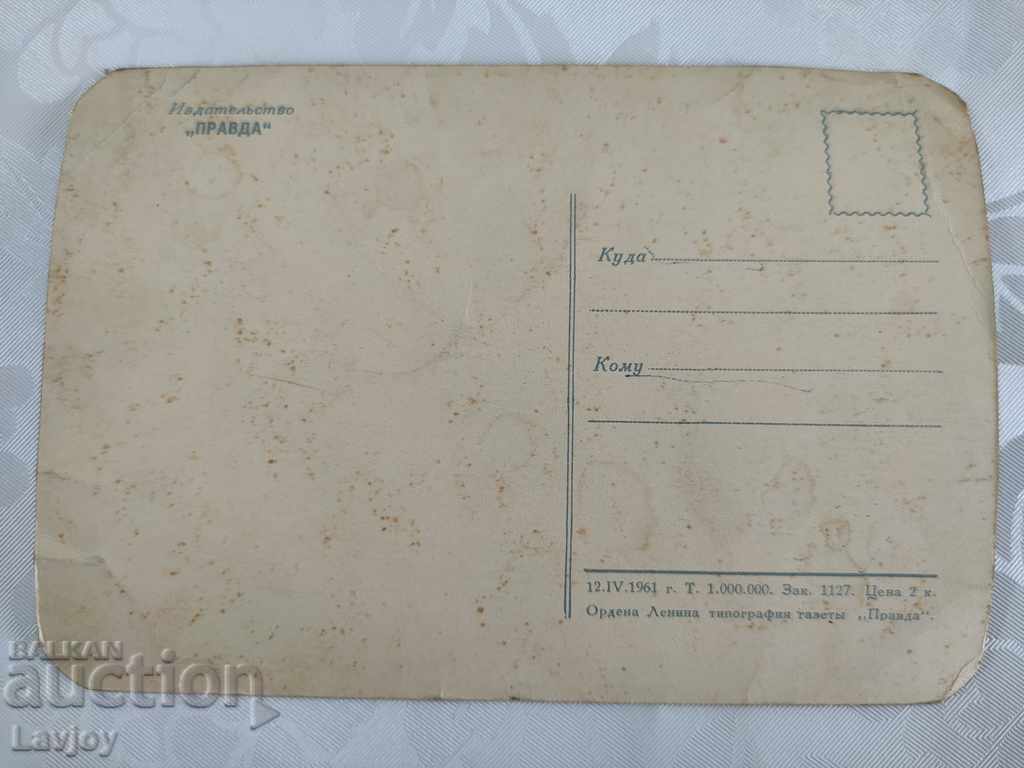 Издательство
„ПРАВДА“
Куда
Кому
12.IV.1961 г. Т. 1.000.000. Зак. 1127. Цена 2 к.
Ордена Ленина типография газеты „Правда“.
BALKAN
auction
Lavjoy